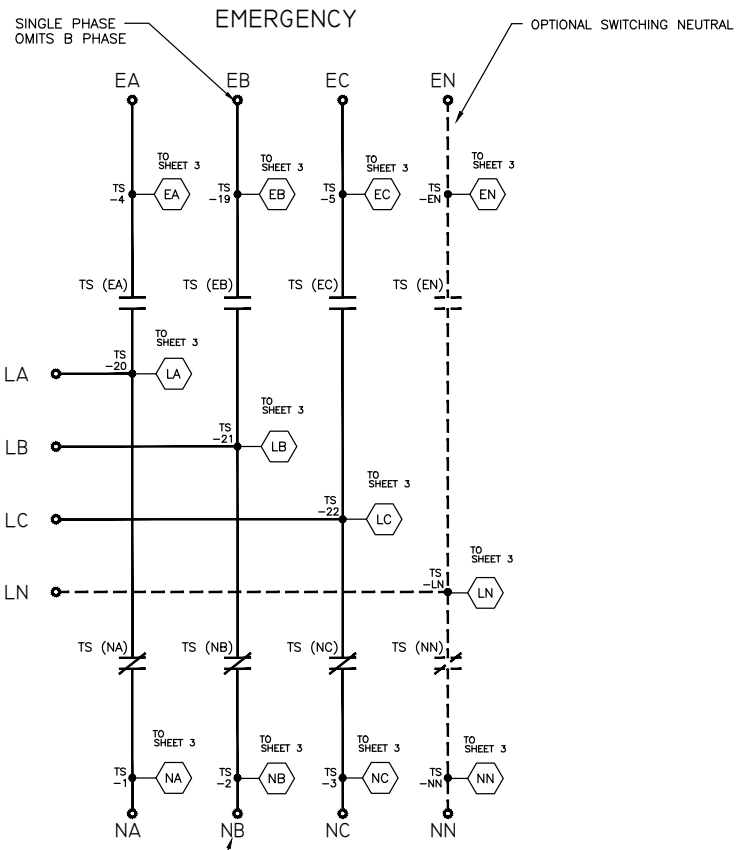 EMERGENCY
SINGLE PHASE
OMITS B PHASE
OPTIONAL SWITCHING NEUTRAL
EA
EB
EC
EN
TO
SHEET 3
TS
-4
EA
TO
SHEET 3
TS
-19
EB
TO
SHEET 3
TS
-5
EC
TO
SHEET 3
TS
-EN
EN
TS (EA)
TS (EB)
TS (EC)
TS (EN)
LA
TS
-20
TO
SHEET 3
LA
LB
TS
-21
TO
SHEET 3
LB
LC
TS
-22
TO
SHEET 3
LC
LN
TS
-LN
TO
SHEET 3
LN
TS (NA)
TS (NB)
TS (NC)
TS (NN)
TO
SHEET 3
TS
-1
NA
TO
SHEET 3
TS
-2
NB
TO
SHEET 3
TS
-3
NC
TO
SHEET 3
TS
-NN
NN
NA
NB
NC
NN